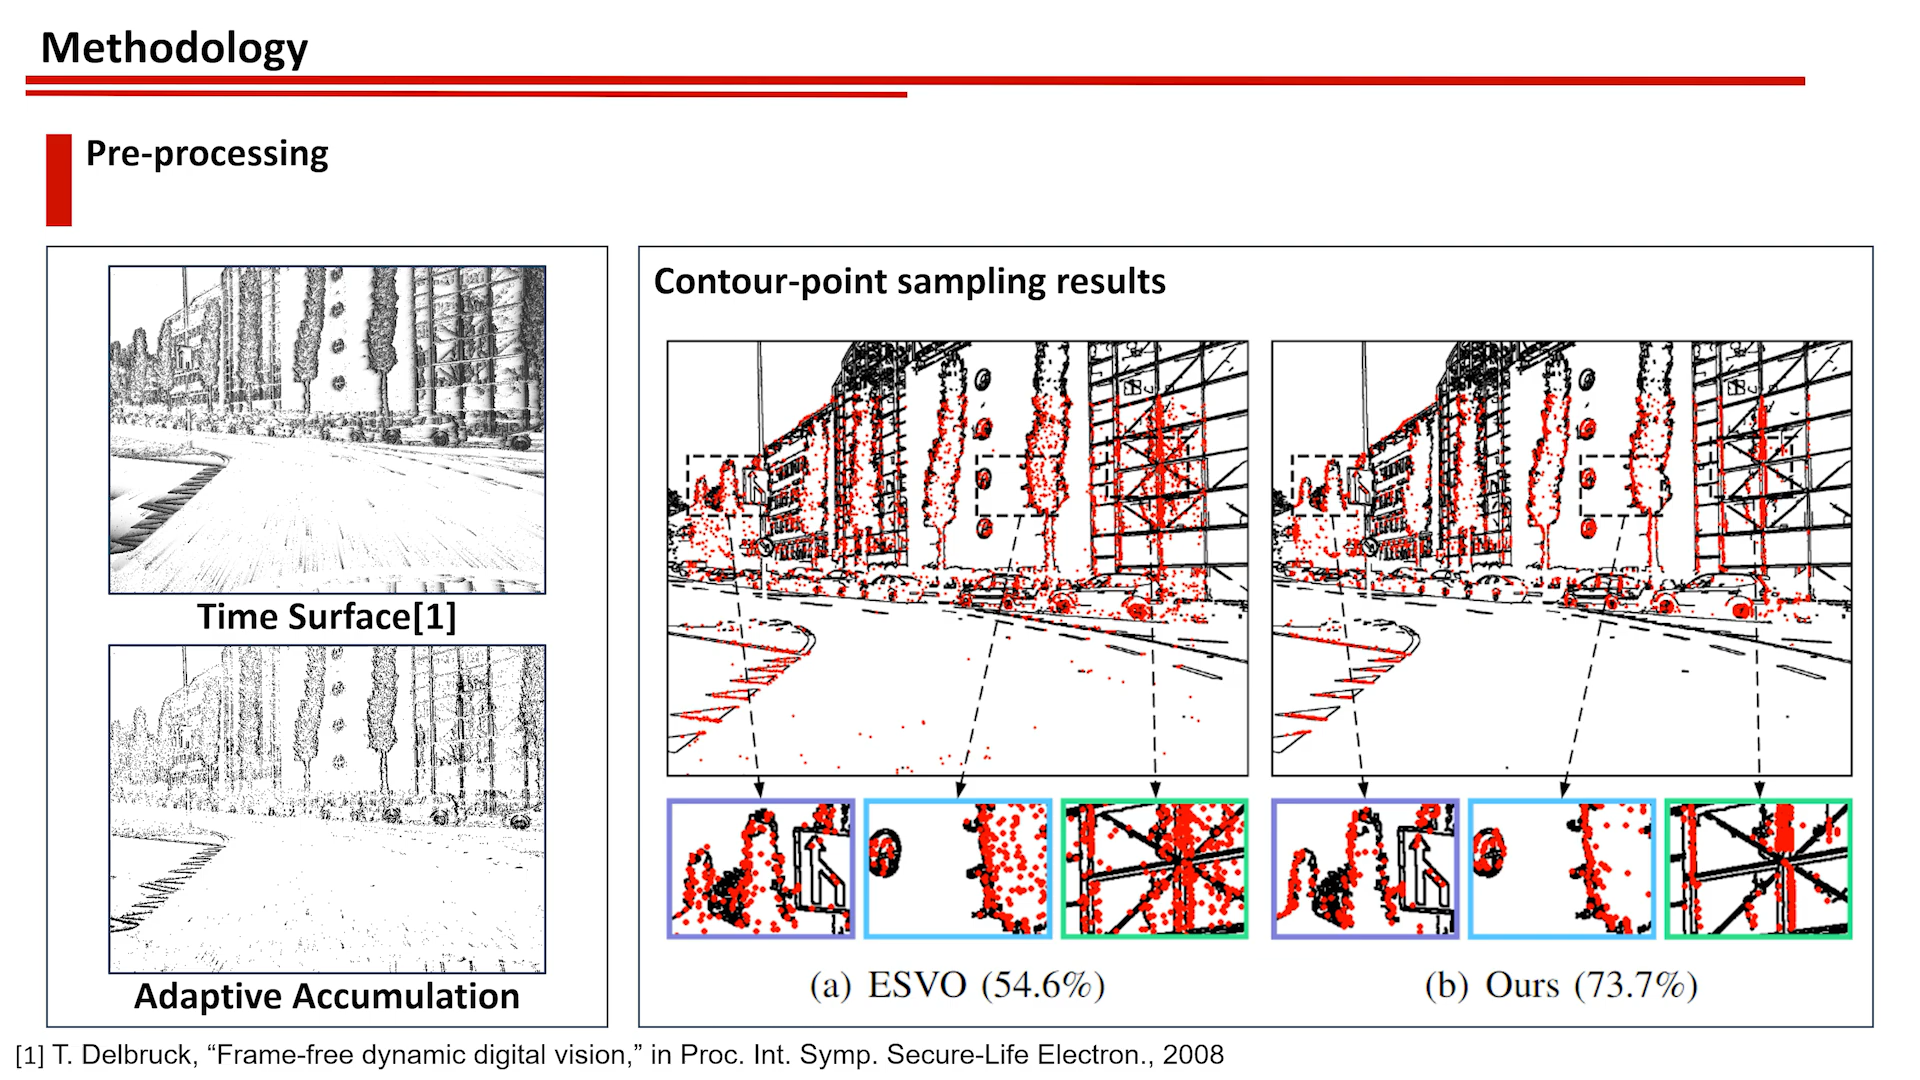 Methodology
Pre-processing
Time Surface[1]
Adaptive Accumulation
Contour-point sampling results
(a) ESVO (54.6%)
(b) Ours (73.7%)
[1] T. Delbruck, “Frame-free dynamic digital vision,” in Proc. Int. Symp. Secure-Life Electron., 2008